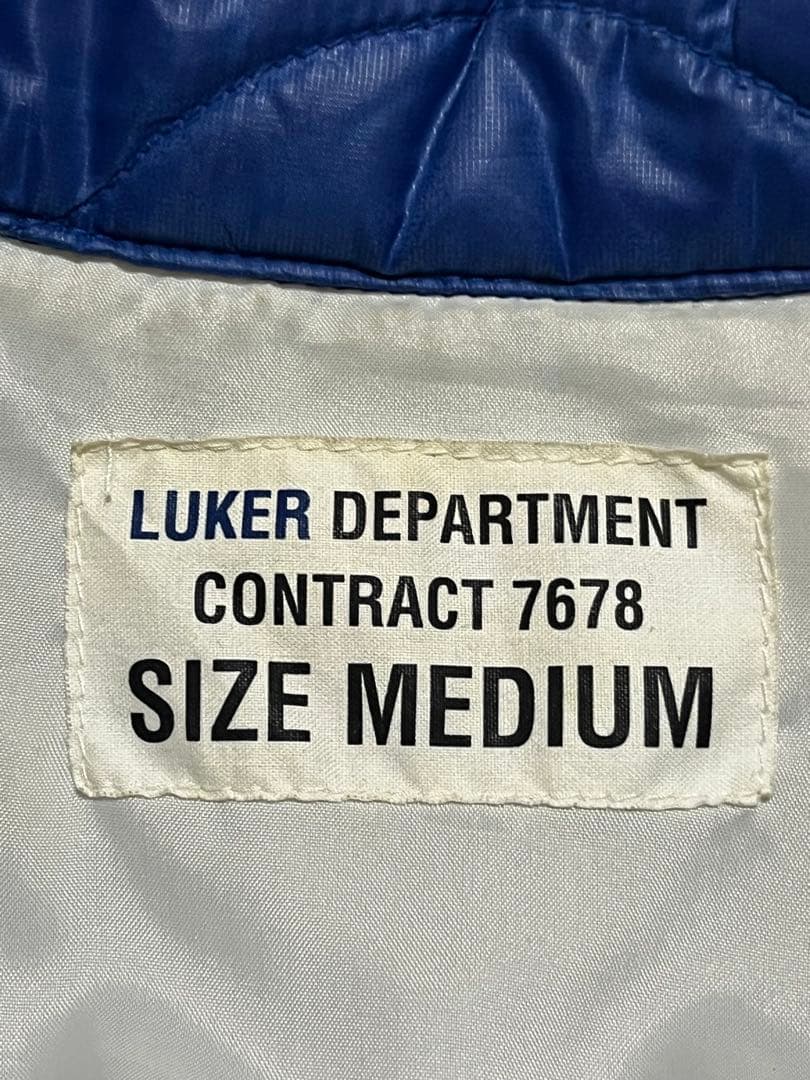 LUKER DEPARTMENT
CONTRACT 7678
SIZE MEDIUM